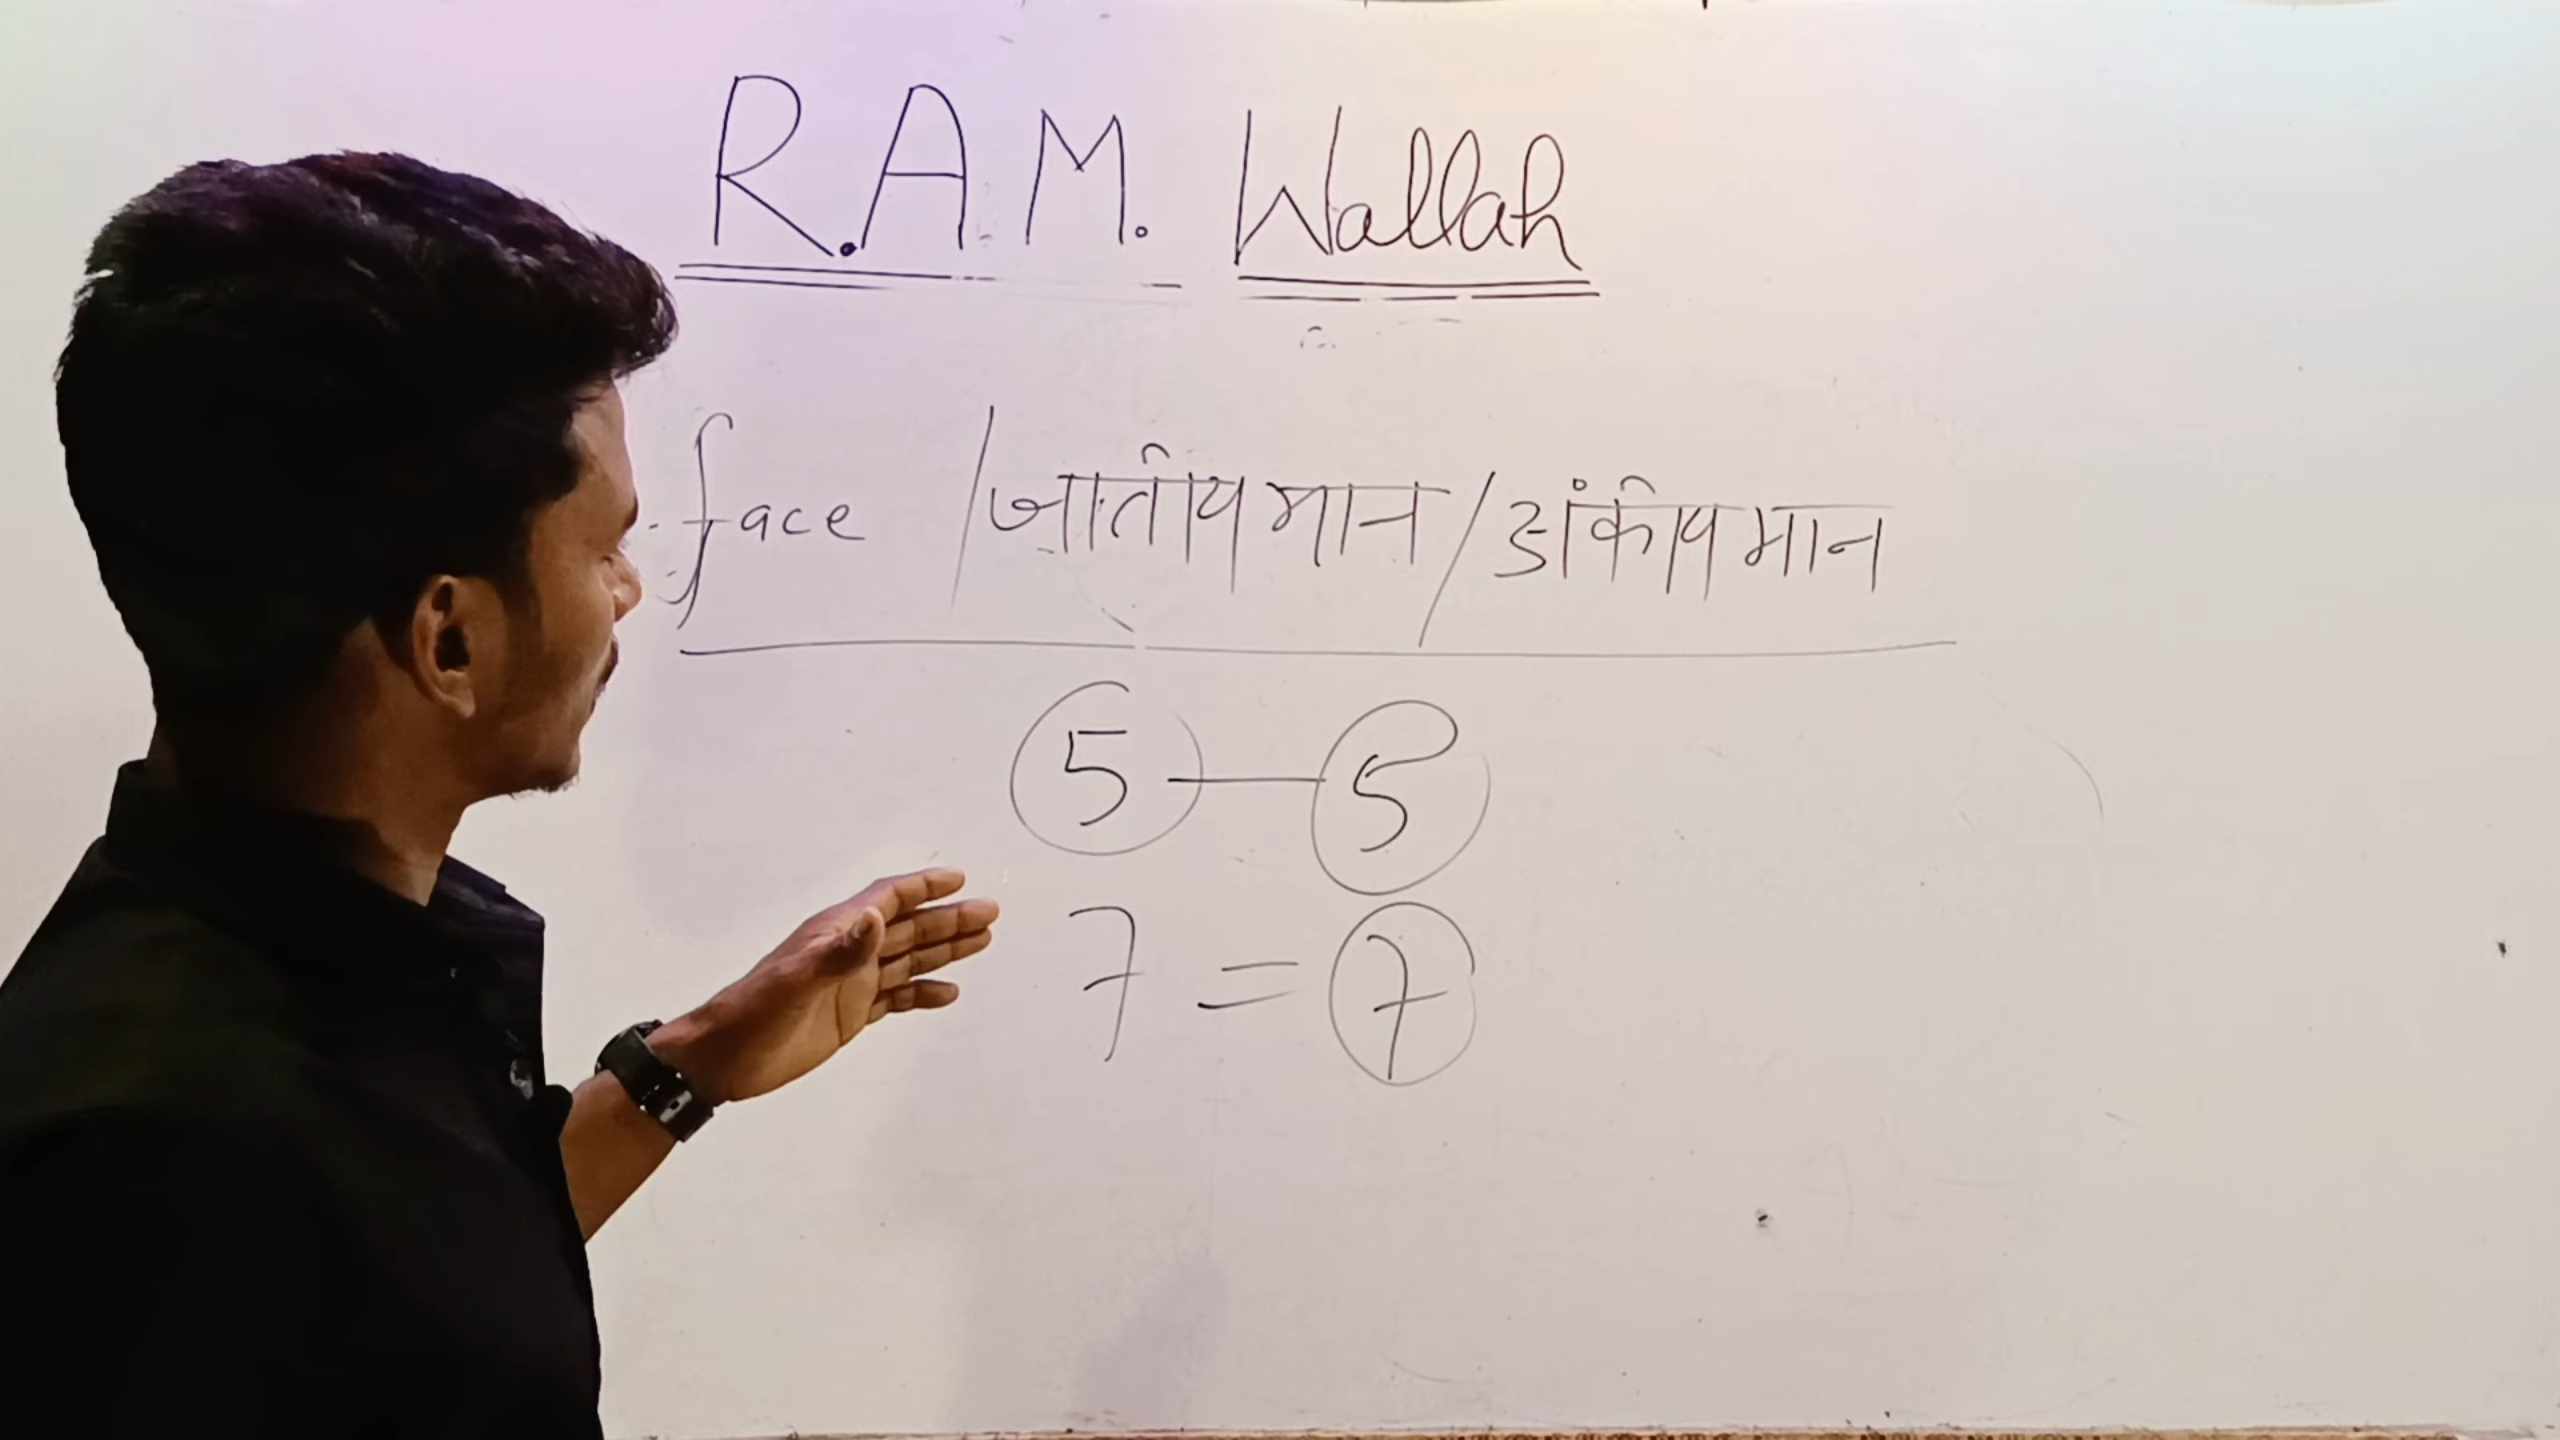 R.A.M. Wallah
face / जातीय मान / अंकीय मान
5 — 5
7 = 7